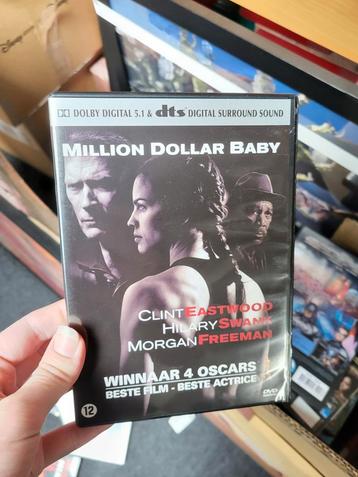 DOLBY DIGITAL 5.1 & dts DIGITAL SURROUND SOUND
MILLION DOLLAR BABY
CLINT EASTWOOD
HILARY SWANK
MORGAN FREEMAN
WINNAAR 4 OSCARS
BESTE FILM - BESTE ACTRICE
12
DVD